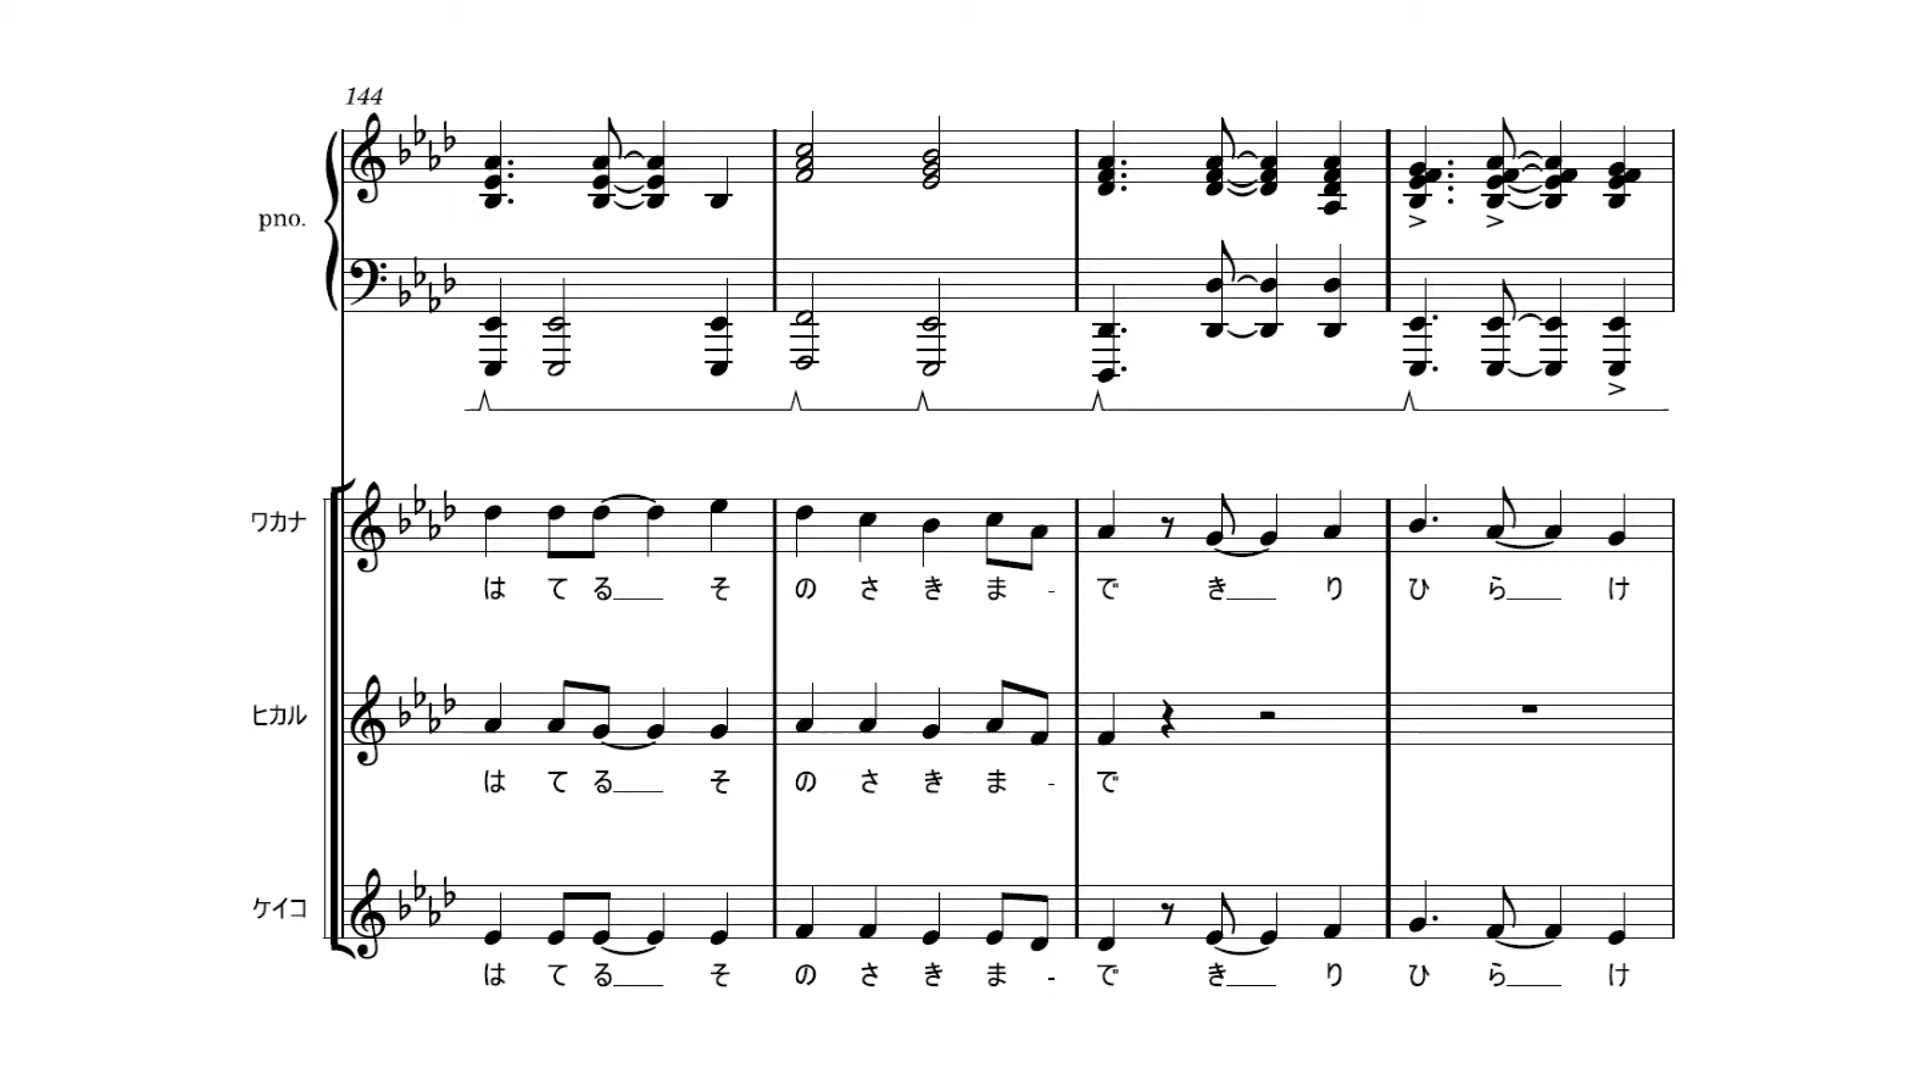 144
pno.
ワカナ
は て る そ の さ き ま - で き り ひ ら け
ヒカル
は て る そ の さ き ま - で
ケイコ
は て る そ の さ き ま - で き り ひ ら け